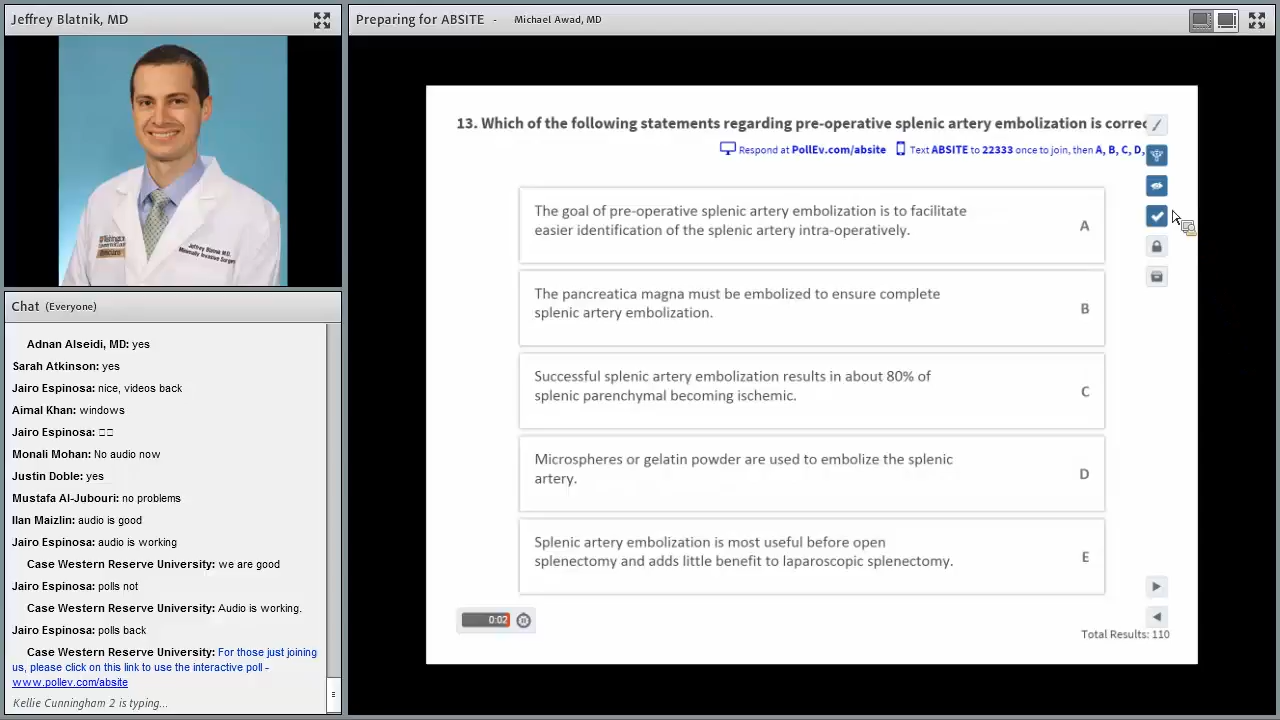 Jeffrey Blatnik, MD
Preparing for ABSITE - Michael Awad, MD
Jeffrey Blatnik M.D.
Minimally Invasive Surgery
Chat (Everyone)
Adnan Alseidi, MD: yes
Sarah Atkinson: yes
Jairo Espinosa: nice, videos back
Aimal Khan: windows
Jairo Espinosa: 
Monali Mohan: No audio now
Justin Doble: yes
Mustafa Al-Jubouri: no problems
Ilan Maizlin: audio is good
Jairo Espinosa: audio is working
Case Western Reserve University: we are good
Jairo Espinosa: polls not
Case Western Reserve University: Audio is working.
Jairo Espinosa: polls back
Case Western Reserve University: For those just joining
us, please click on this link to use the interactive poll -
www.pollev.com/absite
Kellie Cunningham 2 is typing...
13. Which of the following statements regarding pre-operative splenic artery embolization is correc
Respond at PollEv.com/absite Text ABSITE to 22333 once to join, then A, B, C, D,
The goal of pre-operative splenic artery embolization is to facilitate
easier identification of the splenic artery intra-operatively.
A
The pancreatica magna must be embolized to ensure complete
splenic artery embolization.
B
Successful splenic artery embolization results in about 80% of
splenic parenchymal becoming ischemic.
C
Microspheres or gelatin powder are used to embolize the splenic
artery.
D
Splenic artery embolization is most useful before open
splenectomy and adds little benefit to laparoscopic splenectomy.
E
0:02
Total Results: 110